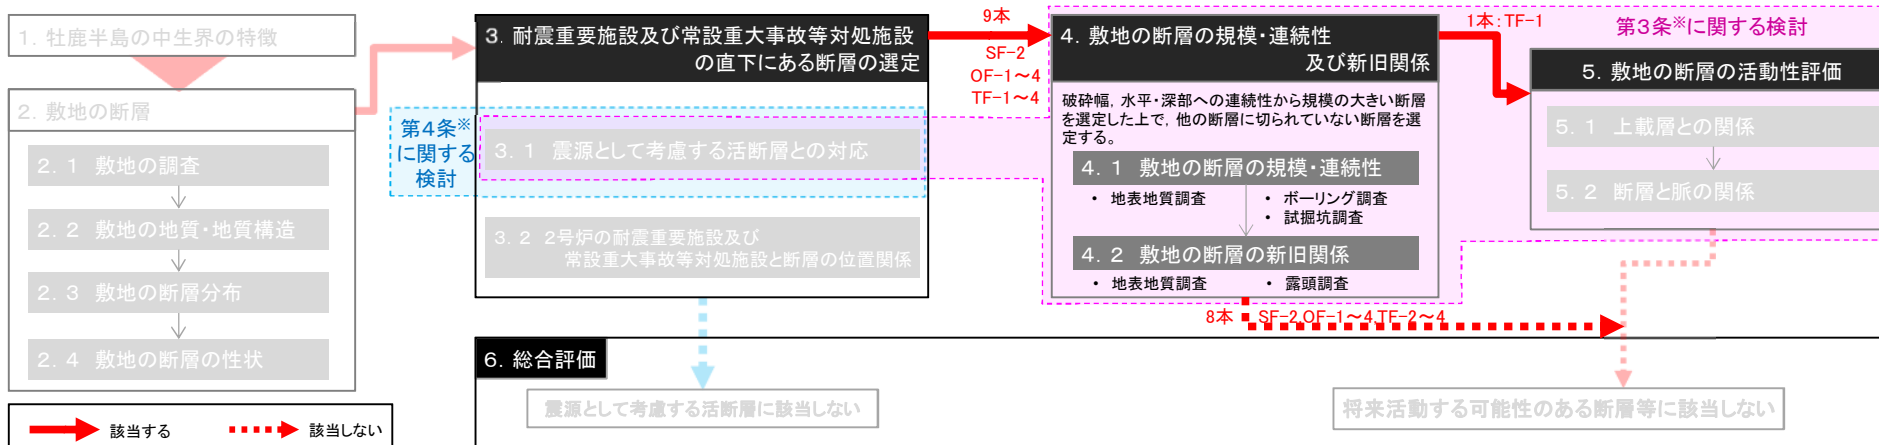 1. 牡鹿半島の中生界の特徴
2. 敷地の断層
2. 1 敷地の調査
2. 2 敷地の地質・地質構造
2. 3 敷地の断層分布
2. 4 敷地の断層の性状
3. 耐震重要施設及び常設重大事故等対処施設
の直下にある断層の選定
第4条※
に関する
検討
3. 1 震源として考慮する活断層との対応
3. 2 2号炉の耐震重要施設及び
常設重大事故等対処施設と断層の位置関係
9本
SF-2
OF-1～4
TF-1～4
4. 敷地の断層の規模・連続性
及び新旧関係
破砕幅，水平・深部への連続性から規模の大きい断層
を選定した上で，他の断層に切られていない断層を選
定する。
4. 1 敷地の断層の規模・連続性
・ 地表地質調査
・ ボーリング調査
・ 試掘坑調査
4. 2 敷地の断層の新旧関係
・ 地表地質調査
・ 露頭調査
1本：TF-1
第3条※に関する検討
5. 敷地の断層の活動性評価
5. 1 上載層との関係
5. 2 断層と脈の関係
8本 SF-2,OF-1～4,TF-2～4
6. 総合評価
震源として考慮する活断層に該当しない
将来活動する可能性のある断層等に該当しない
該当する
該当しない